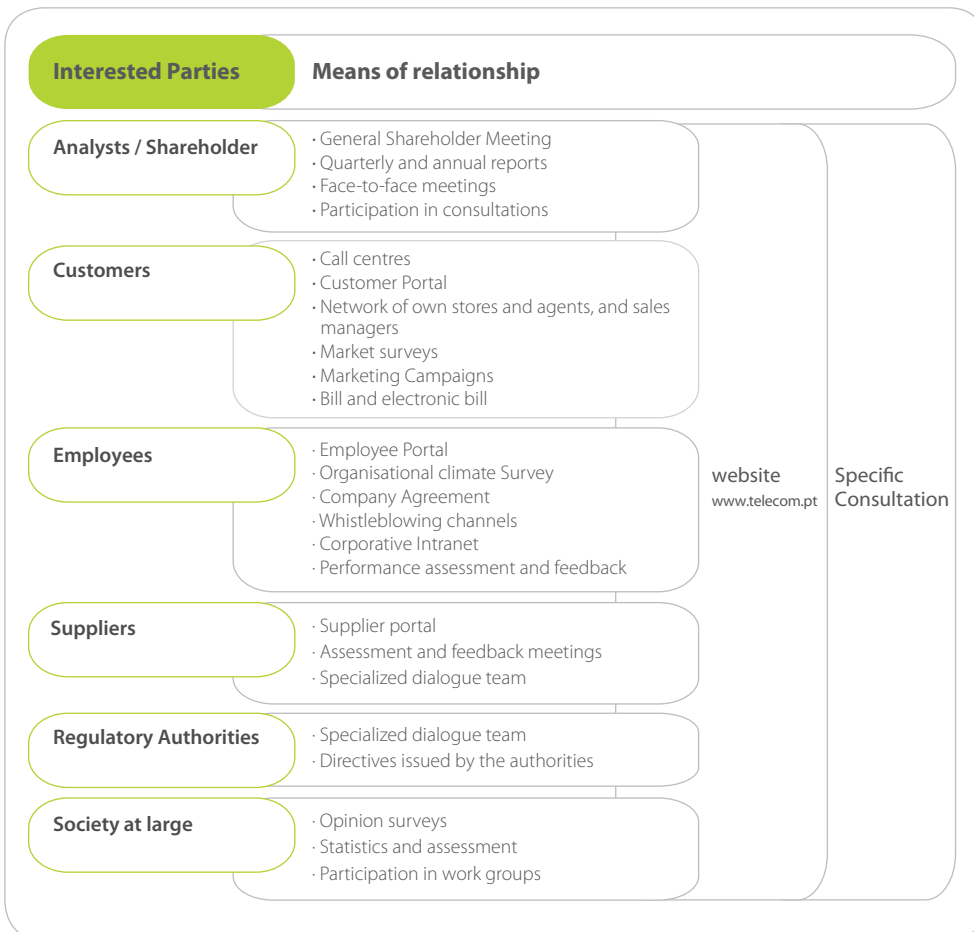 Interested Parties
Means of relationship
Analysts / Shareholder
· General Shareholder Meeting
· Quarterly and annual reports
· Face-to-face meetings
· Participation in consultations
Customers
· Call centres
· Customer Portal
· Network of own stores and agents, and sales
managers
· Market surveys
· Marketing Campaigns
· Bill and electronic bill
Employees
· Employee Portal
· Organisational climate Survey
· Company Agreement
· Whistleblowing channels
· Corporative Intranet
· Performance assessment and feedback
Suppliers
· Supplier portal
· Assessment and feedback meetings
· Specialized dialogue team
Regulatory Authorities
· Specialized dialogue team
· Directives issued by the authorities
Society at large
· Opinion surveys
· Statistics and assessment
· Participation in work groups
website
www.telecom.pt
Specific
Consultation